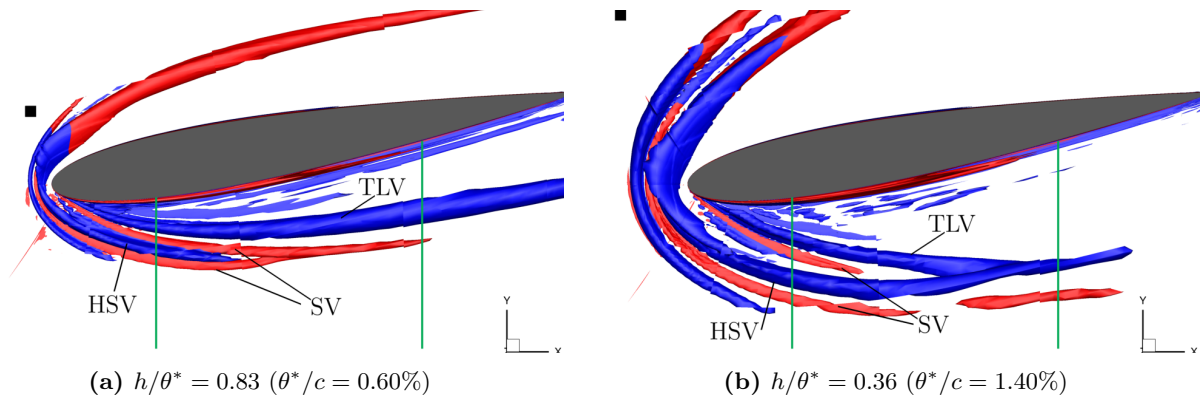 TLV
HSV
SV
Y
X
(a) h/θ* = 0.83 (θ*/c = 0.60%)
TLV
HSV
SV
Y
X
(b) h/θ* = 0.36 (θ*/c = 1.40%)